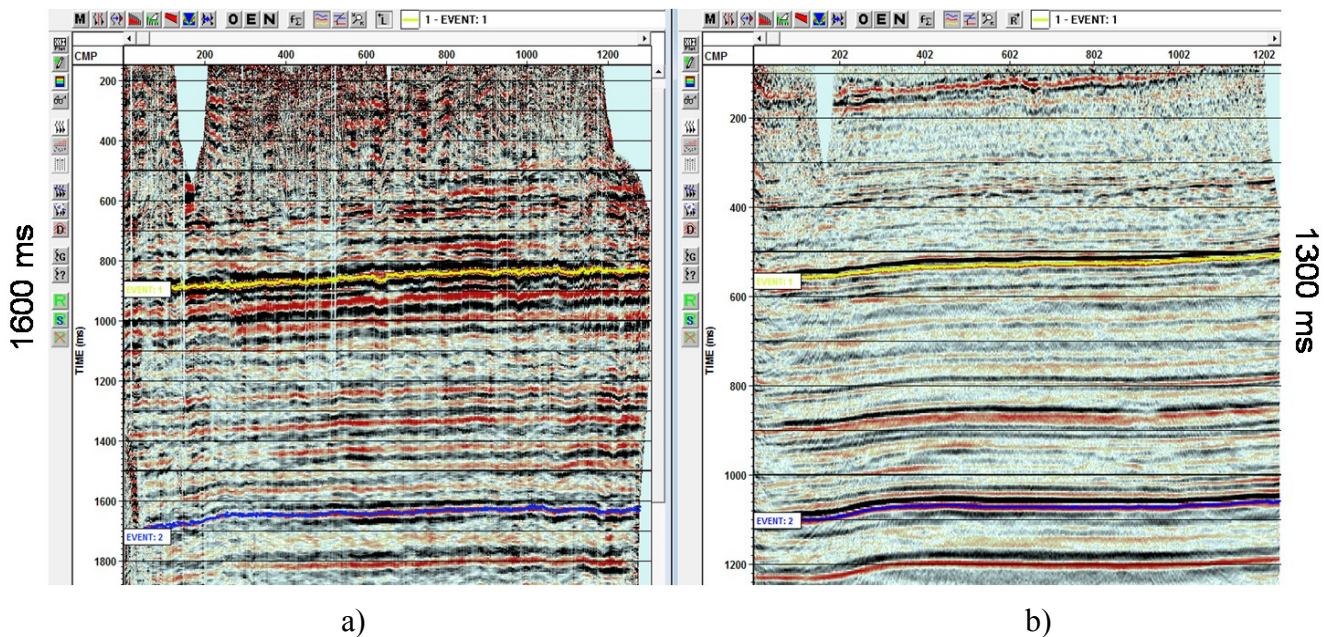 M O E N f Σ L 1 - EVENT: 1
CMP 200 400 600 800 1000 1200
200
400
600
800
1000
1200
1400
1600
1800
TIME (ms)
EVENT: 1
EVENT: 2
D
G
?
R
S
1600 ms
a)
M O E N f Σ R 1 - EVENT: 1
CMP 202 402 602 802 1002 1202
200
400
600
800
1000
1200
TIME (ms)
EVENT: 1
EVENT: 2
D
G
?
R
S
1300 ms
b)